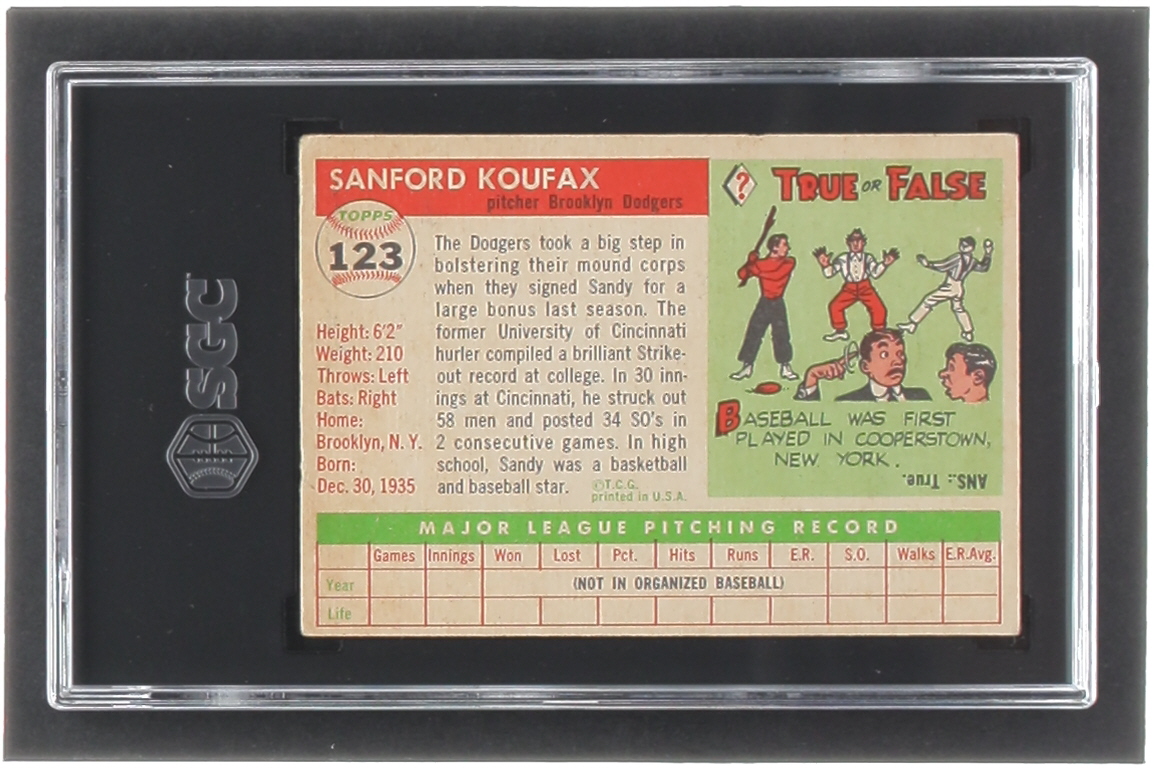 SANFORD KOUFAX
pitcher Brooklyn Dodgers
TOPPS
123
Height: 6'2"
Weight: 210
Throws: Left
Bats: Right
Home:
Brooklyn, N. Y.
Born:
Dec. 30, 1935
The Dodgers took a big step in
bolstering their mound corps
when they signed Sandy for a
large bonus last season. The
former University of Cincinnati
hurler compiled a brilliant Strike-
out record at college. In 30 inn-
ings at Cincinnati, he struck out
58 men and posted 34 SO's in
2 consecutive games. In high
school, Sandy was a basketball
and baseball star.
©T.C.G.
printed in U.S.A.
?
TRUE OR FALSE
BASEBALL WAS FIRST
PLAYED IN COOPERSTOWN,
NEW YORK.
ANS.: True.
MAJOR LEAGUE PITCHING RECORD
Games Innings Won Lost Pct. Hits Runs E.R. S.O. Walks E.R.Avg.
Year (NOT IN ORGANIZED BASEBALL)
Life
SGC